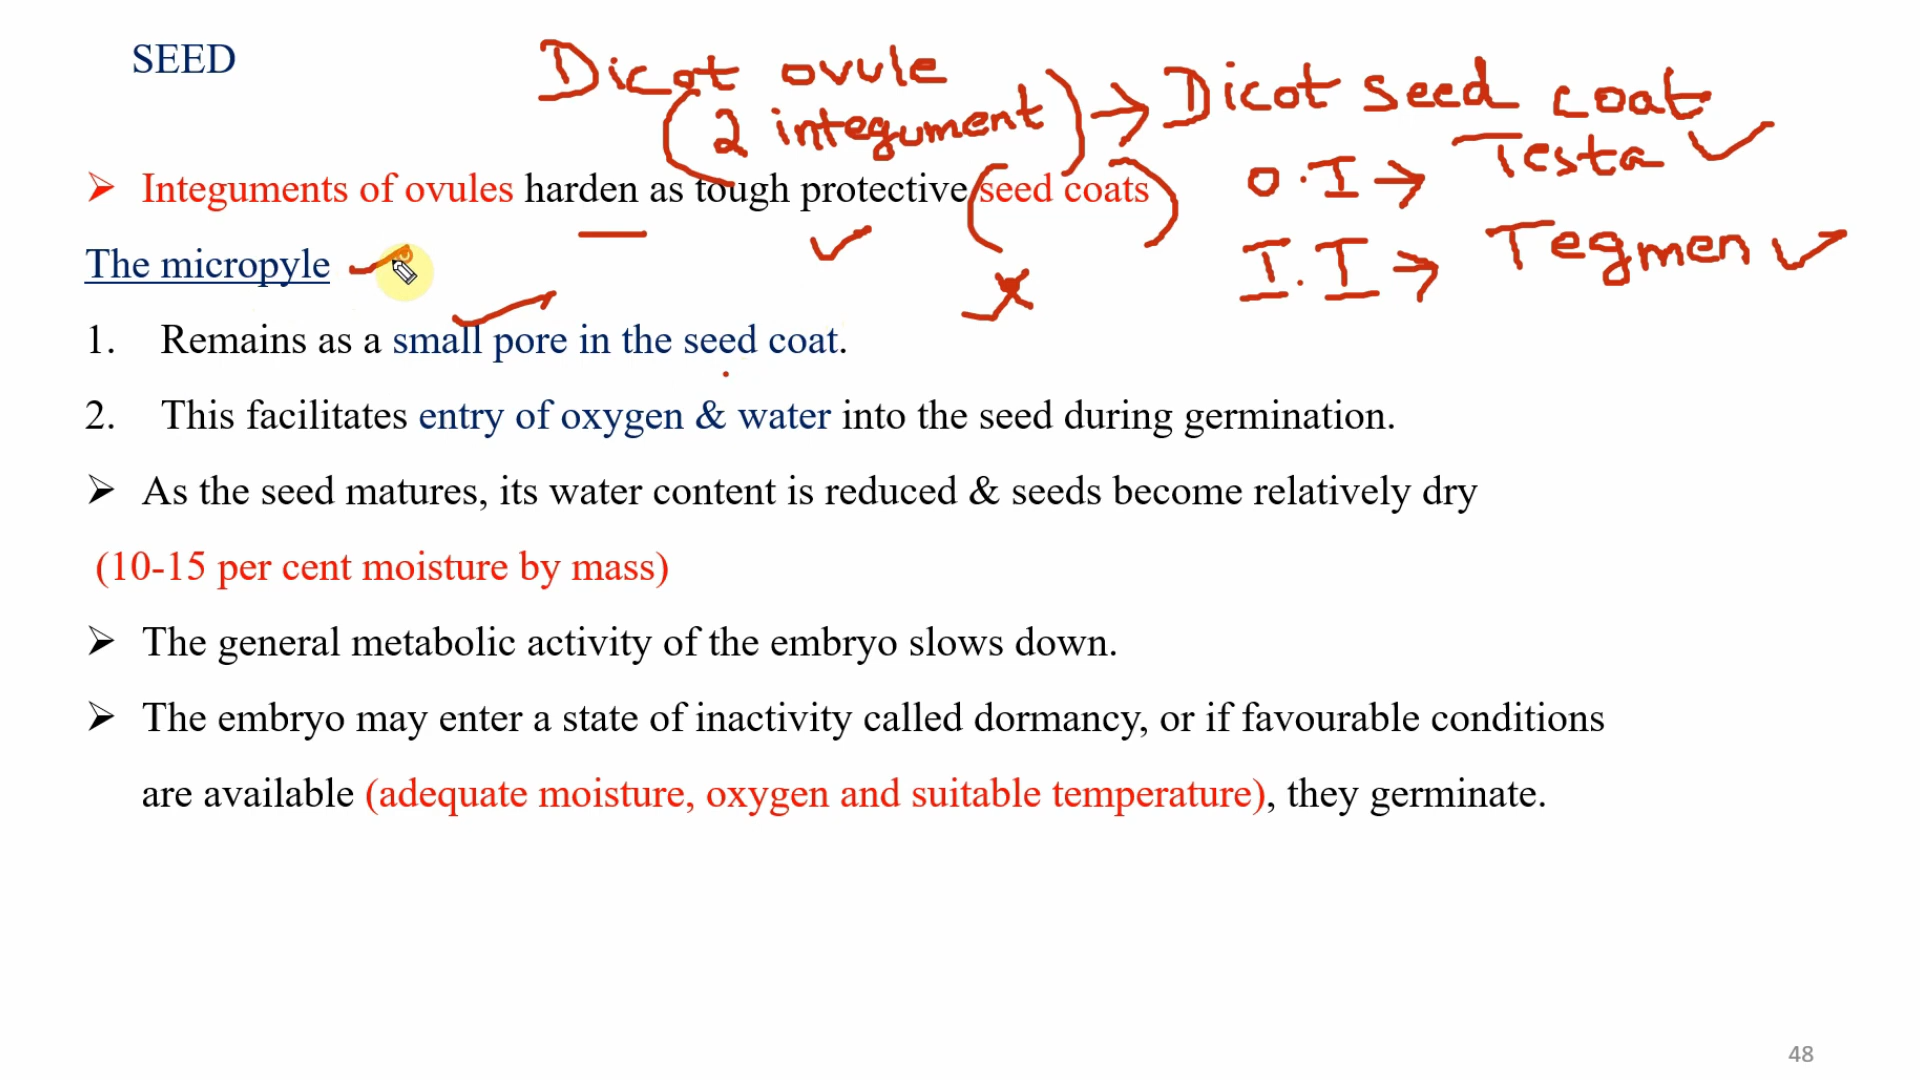 SEED
Dicot ovule
(2 integument) → Dicot seed coat
O.I → Testa ✓
➢ Integuments of ovules harden as tough protective (seed coats)
I.I → Tegmen ✓
The micropyle
1. Remains as a small pore in the seed coat.
2. This facilitates entry of oxygen & water into the seed during germination.
➢ As the seed matures, its water content is reduced & seeds become relatively dry
(10-15 per cent moisture by mass)
➢ The general metabolic activity of the embryo slows down.
➢ The embryo may enter a state of inactivity called dormancy, or if favourable conditions
are available (adequate moisture, oxygen and suitable temperature), they germinate.
48